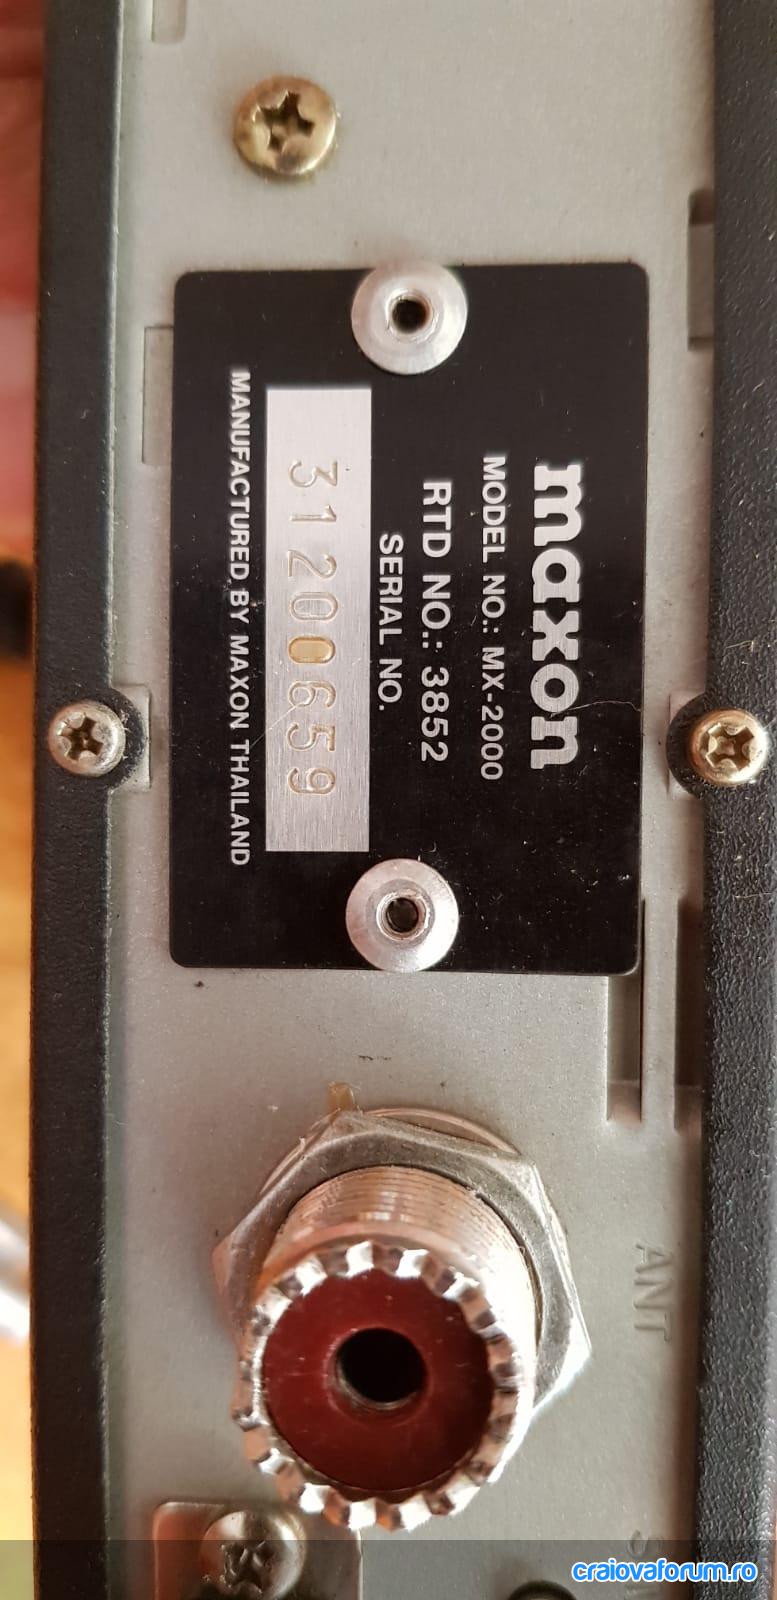 maxon
MODEL NO.: MX-2000
RTD NO.: 3852
SERIAL NO.
31200659
MANUFACTURED BY MAXON THAILAND
ANT
craiovaforum.ro